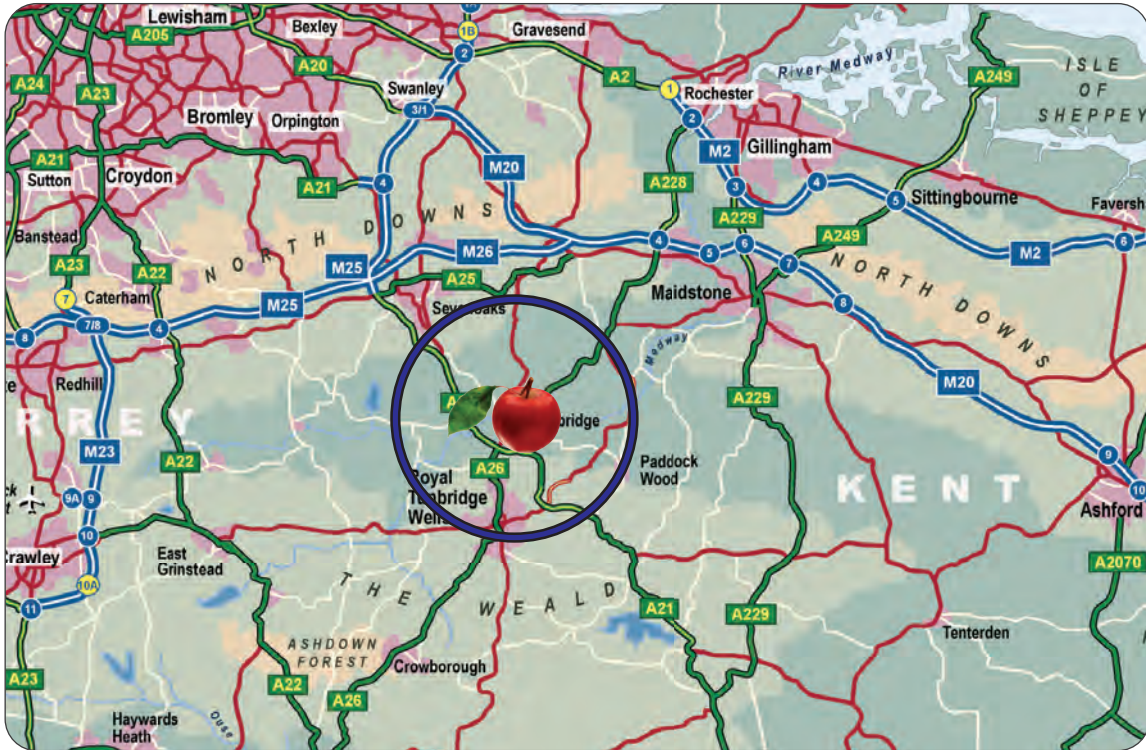 Lewisham
Bexley
1B
Gravesend
A205
2
A20
A2
1
Rochester
River Medway
A249
ISLE
OF
SHEPPEY
A24
A23
Swanley
3/1
2
Bromley
Orpington
M20
M2
Gillingham
A21
Sutton
Croydon
A21
4
A228
3
4
5
Sittingbourne
A229
Faversh
Banstead
NORTH DOWNS
M26
4
5
6
A249
M2
6
A23
A22
M25
A25
7
NORTH DOWNS
7
Caterham
M25
Sevenoaks
Maidstone
8
8
7/8
4
Medway
Redhill
M20
A229
RREY
bridge
M23
A22
A26
Royal
Tunbridge
Wells
Paddock
Wood
KENT
9
9A
9
10
Ashford
10
Crawley
East
Grinstead
A2070
10A
THE WEALD
11
A21
A229
ASHDOWN
FOREST
Tenterden
Crowborough
A23
A22
A26
Haywards
Heath
Ouse